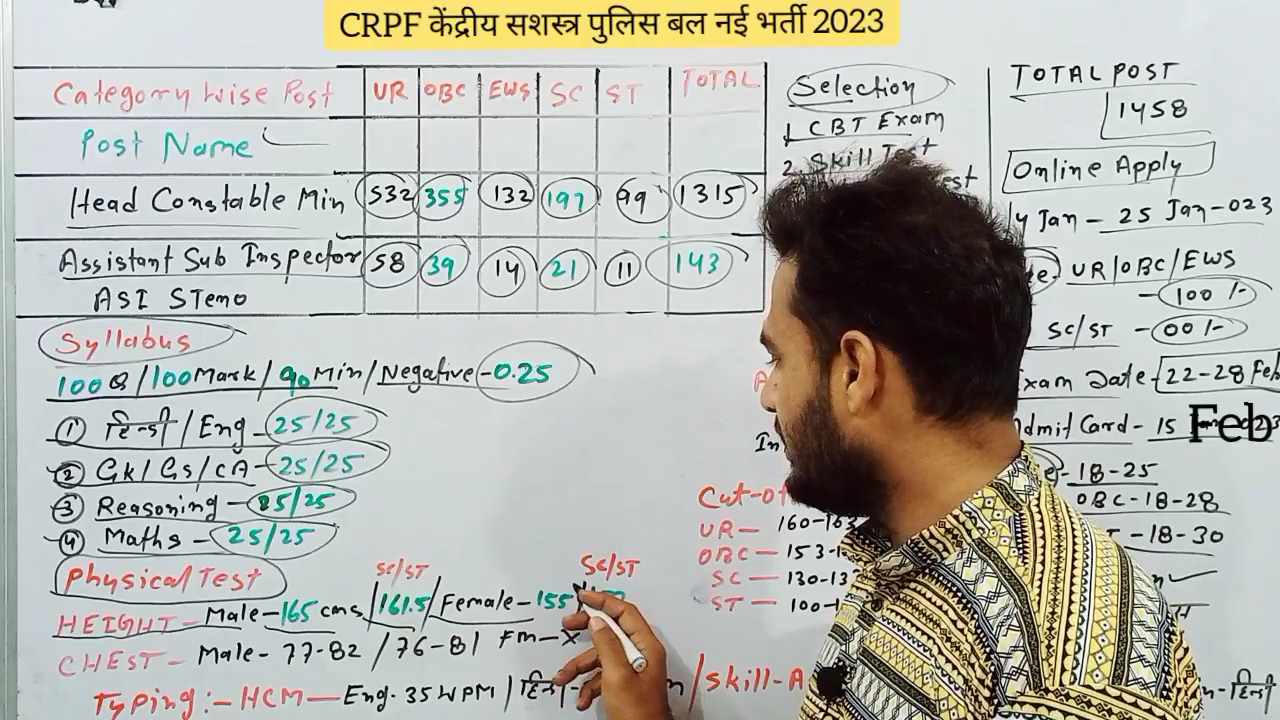 CRPF केंद्रीय सशस्त्र पुलिस बल नई भर्ती 2023
Category wise Post UR OBC EWS SC ST TOTAL
Post Name
Head Constable Min 532 355 132 197 99 1315
Assistant Sub Inspector 58 39 14 21 11 143
ASI STeno
Syllabus
100Q/100Mark/90Min/Negative-0.25
① हिन्दी/Eng - 25/25
② GK/GS/CA - 25/25
③ Reasoning - 25/25
④ Maths - 25/25
Physical Test
SC/ST SC/ST
HEIGHT - Male-165 cms/161.5/Female-155/
CHEST - Male- 77-82 /76-81 Fm-X
Typing:- HCM - Eng. 35 WPM/हिन्दी- /Skill-A
Selection
1. CBT Exam
2. Skill Test
Cut-o
UR- 160-163
OBC- 153-1
SC- 130-13
ST- 100-1
TOTAL POST
1458
Online Apply
4 Jan - 25 Jan-023
UR/OBC/EWS
-100/-
SC/ST - 00/-
Exam Date-22-28 Feb
Admit Card - 15 Feb
-18-25
OBC-18-28
-18-30
-हिन्दी